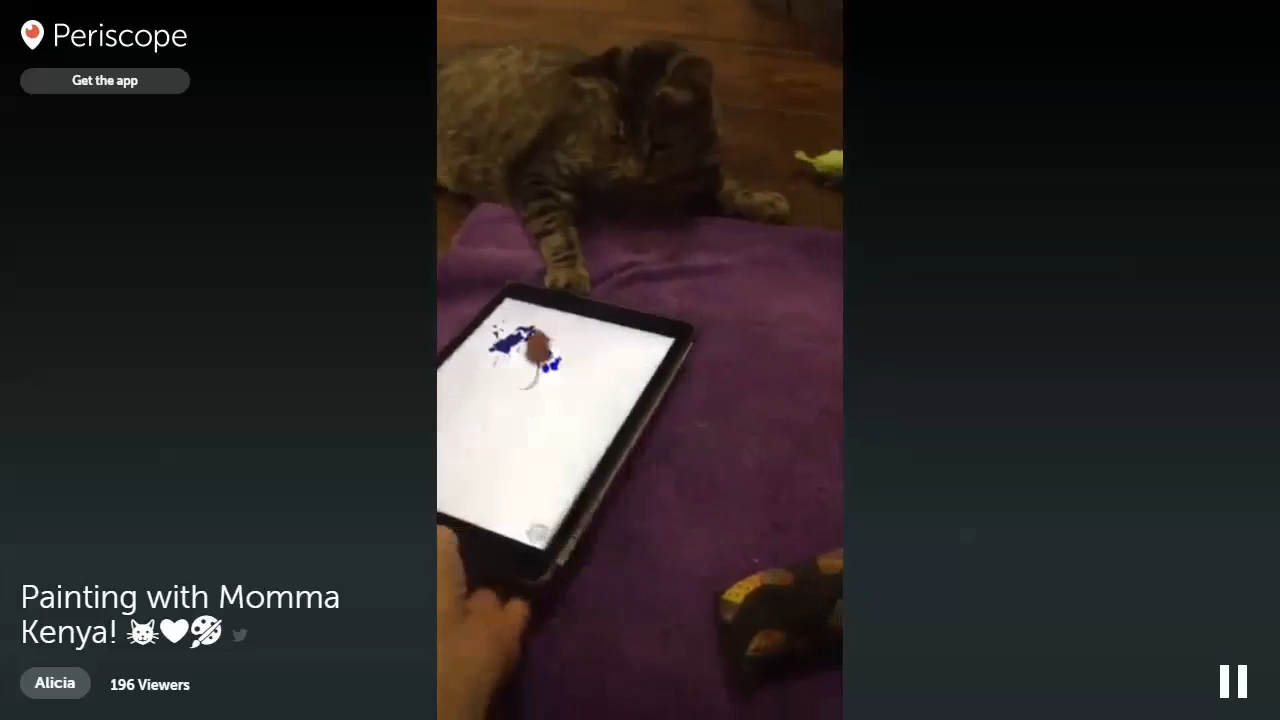 Periscope
Get the app
Painting with Momma
Kenya! 🐱❤🎨
Alicia
196 Viewers